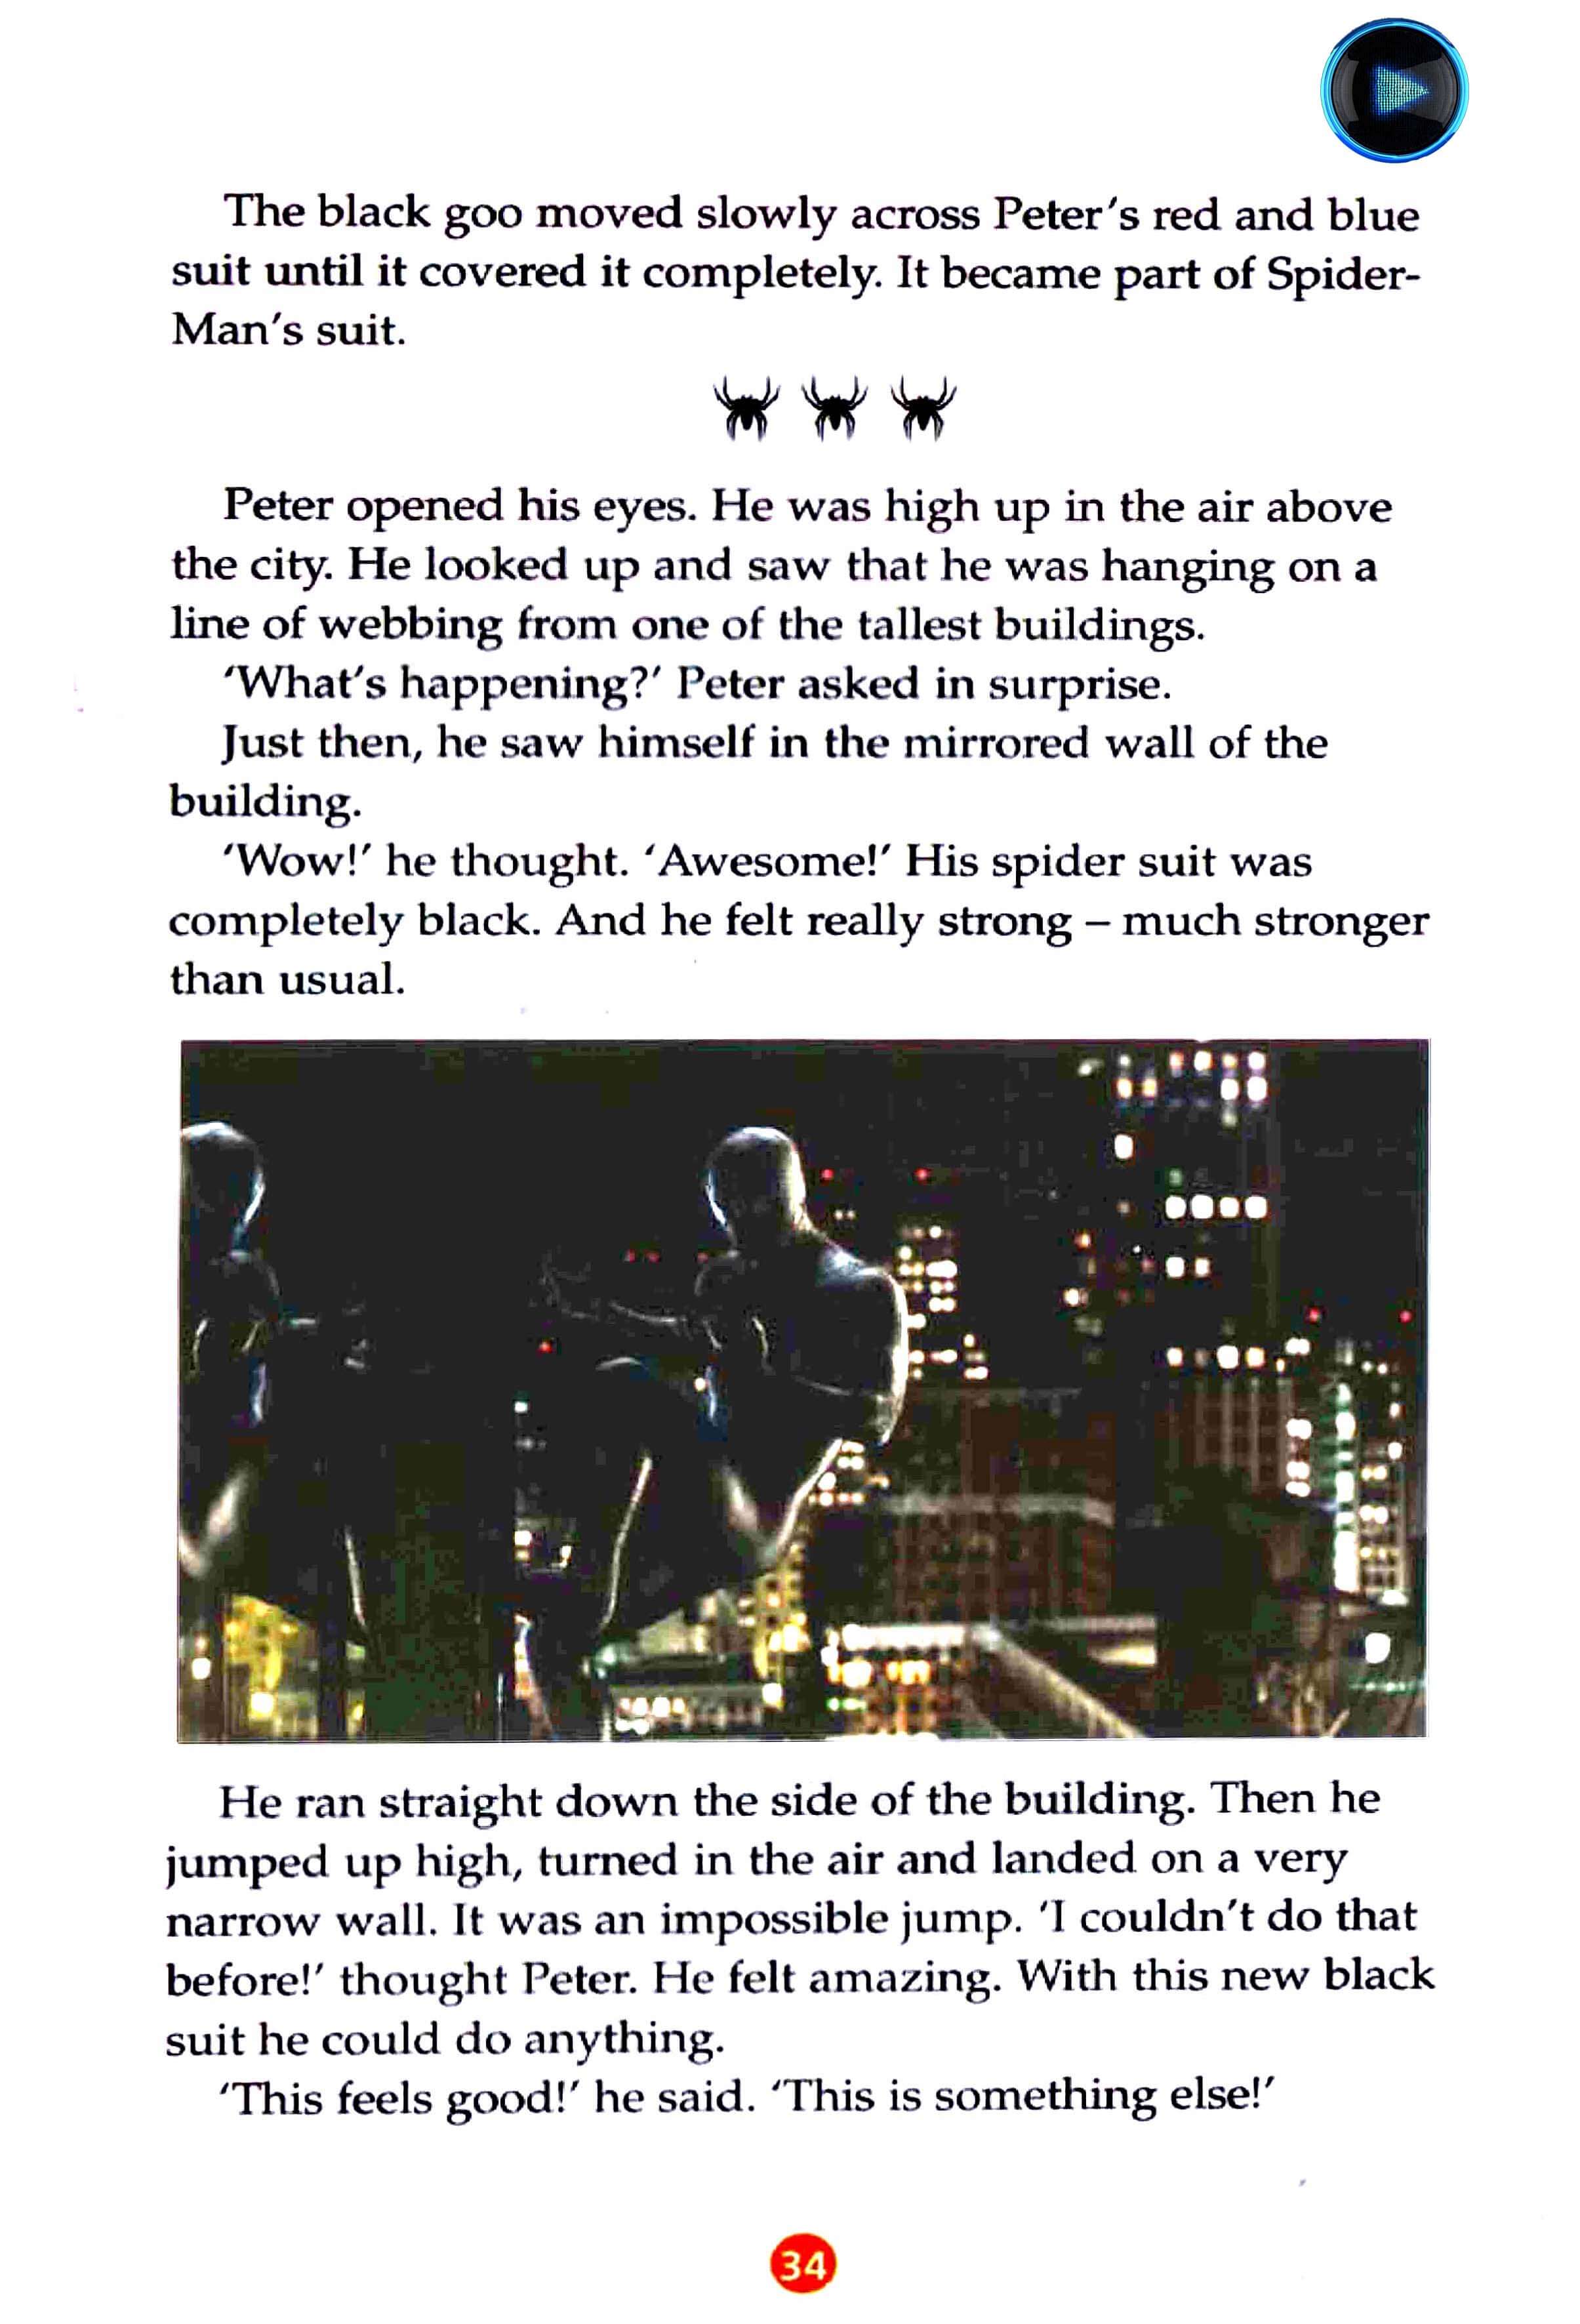 The black goo moved slowly across Peter’s red and blue
suit until it covered it completely. It became part of Spider-
Man’s suit.
Peter opened his eyes. He was high up in the air above
the city. He looked up and saw that he was hanging on a
line of webbing from one of the tallest buildings.
‘What’s happening?’ Peter asked in surprise.
Just then, he saw himself in the mirrored wall of the
building.
‘Wow!’ he thought. ‘Awesome!’ His spider suit was
completely black. And he felt really strong – much stronger
than usual.
He ran straight down the side of the building. Then he
jumped up high, turned in the air and landed on a very
narrow wall. It was an impossible jump. ‘I couldn’t do that
before!’ thought Peter. He felt amazing. With this new black
suit he could do anything.
‘This feels good!’ he said. ‘This is something else!’
34